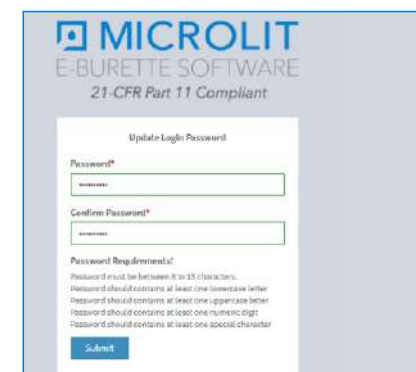 MICROLIT
E-BURETTE SOFTWARE
21-CFR Part 11 Compliant
Update Login Password
Password*
Confirm Password*
Password Requirements!
Password must be between 8 to 15 characters.
Password should contains at least one lowercase letter
Password should contains at least one uppercase letter
Password should contains at least one numeric digit
Password should contains at least one special character
Submit